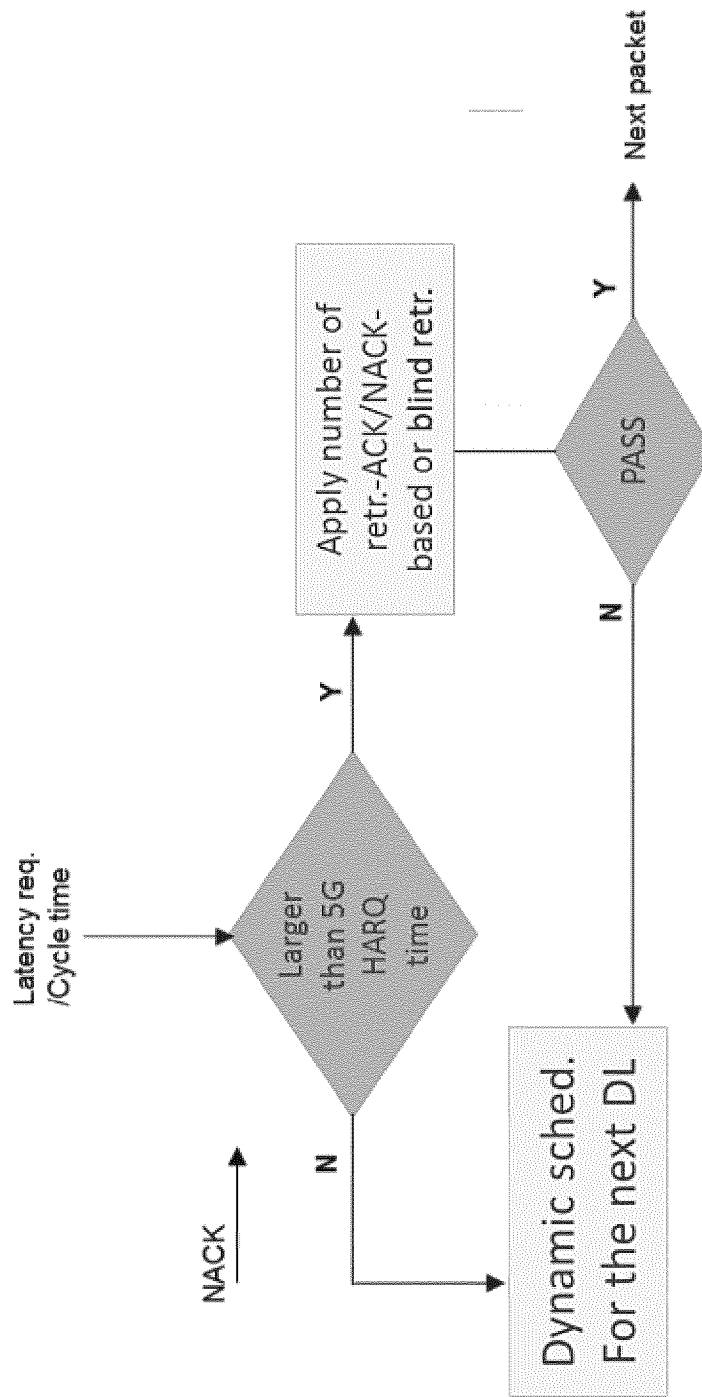 Latency req.
/Cycle time
NACK
Larger
than 5G
HARQ
time
N
Y
Dynamic sched.
For the next DL
Apply number of
retr.-ACK/NACK-
based or blind retr.
PASS
N
Y
Next packet